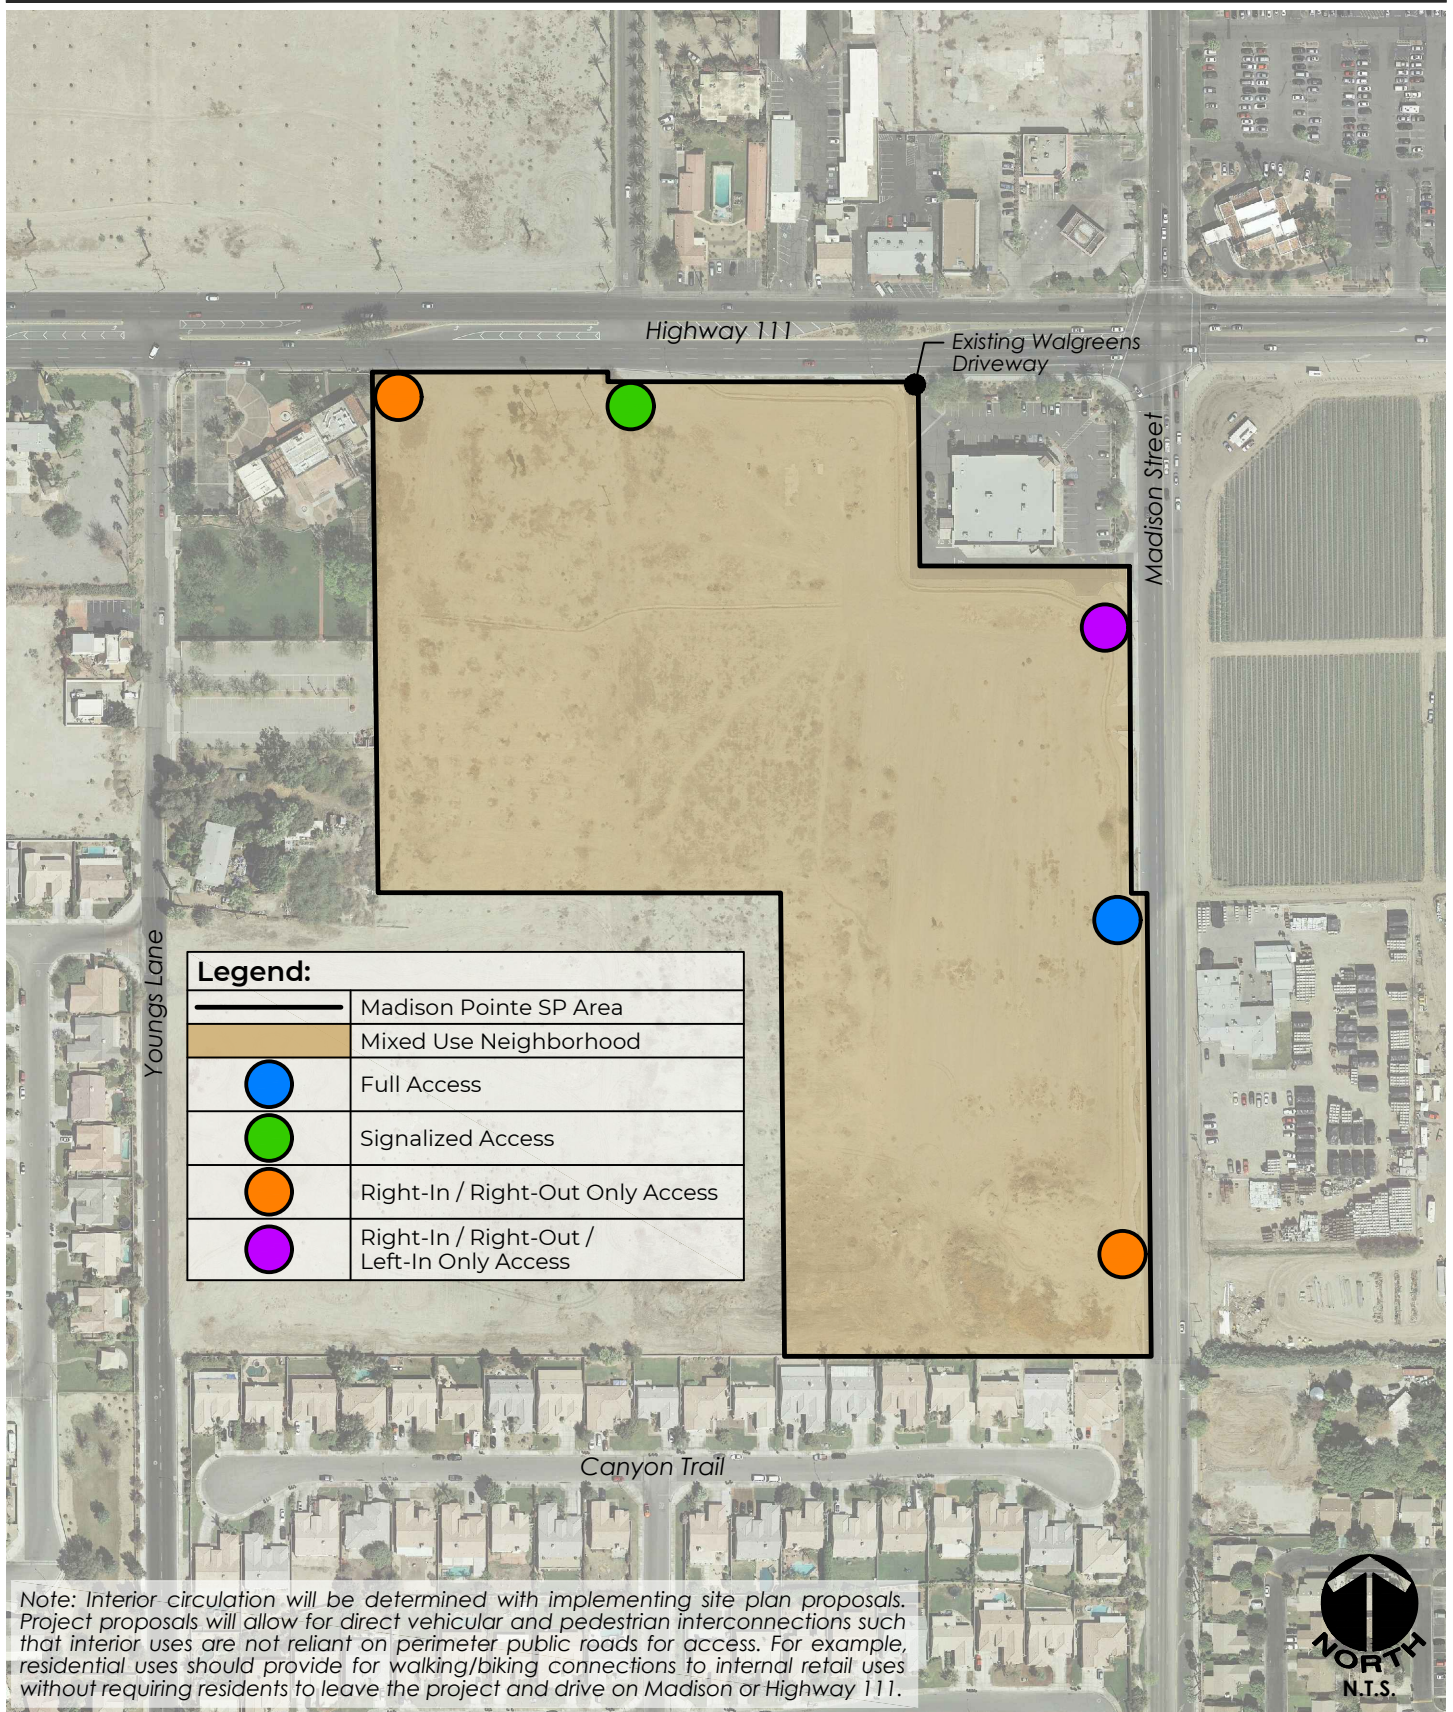 Highway 111
Existing Walgreens
Driveway
Madison Street
Youngs Lane
Legend:
Madison Pointe SP Area
Mixed Use Neighborhood
Full Access
Signalized Access
Right-In / Right-Out Only Access
Right-In / Right-Out /
Left-In Only Access
Canyon Trail
Note: Interior circulation will be determined with implementing site plan proposals.
Project proposals will allow for direct vehicular and pedestrian interconnections such
that interior uses are not reliant on perimeter public roads for access. For example,
residential uses should provide for walking/biking connections to internal retail uses
without requiring residents to leave the project and drive on Madison or Highway 111.
NORTH
N.T.S.